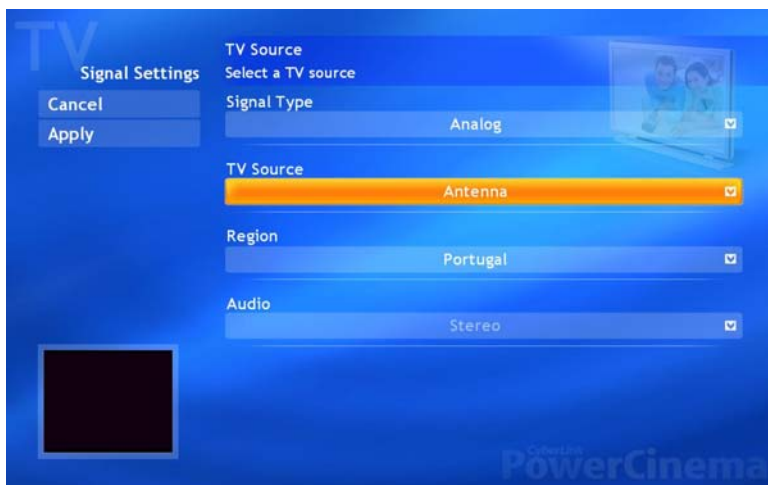 TV
Signal Settings
Cancel
Apply
TV Source
Select a TV source
Signal Type
Analog
TV Source
Antenna
Region
Portugal
Audio
Stereo
CyberLink
PowerCinema